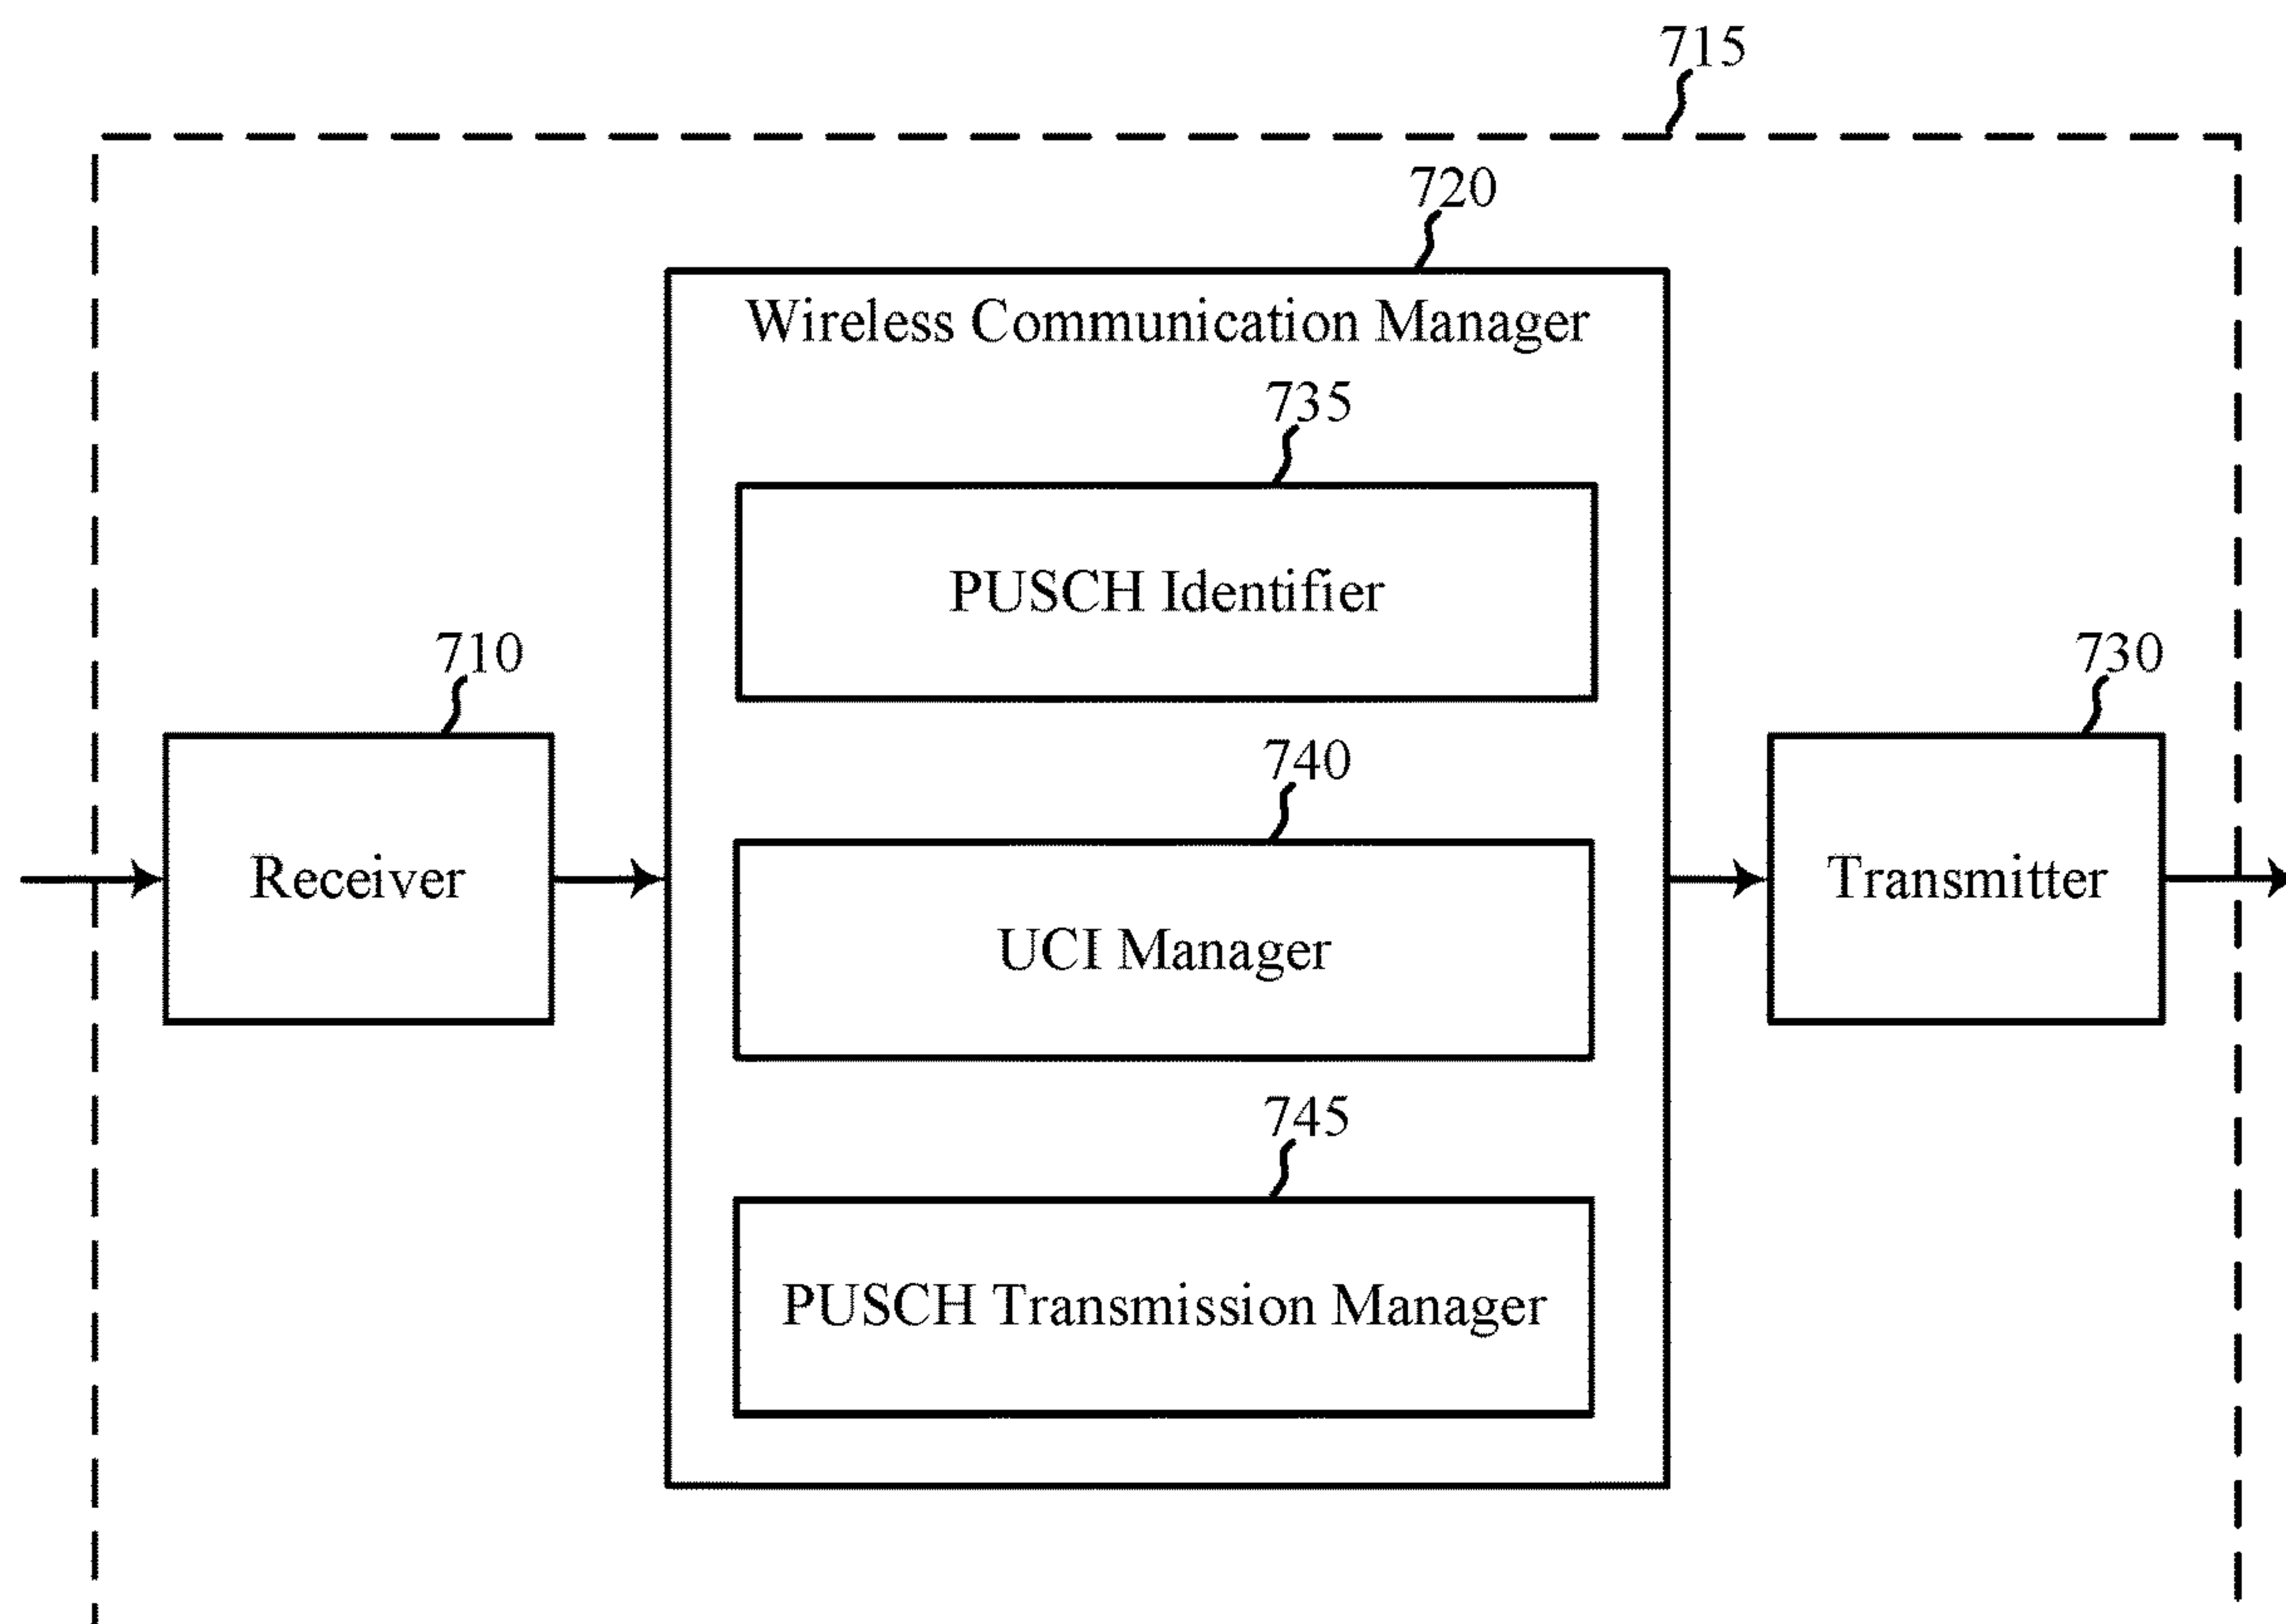 715
720
Wireless Communication Manager
735
PUSCH Identifier
710
730
740
Receiver
Transmitter
UCI Manager
745
PUSCH Transmission Manager